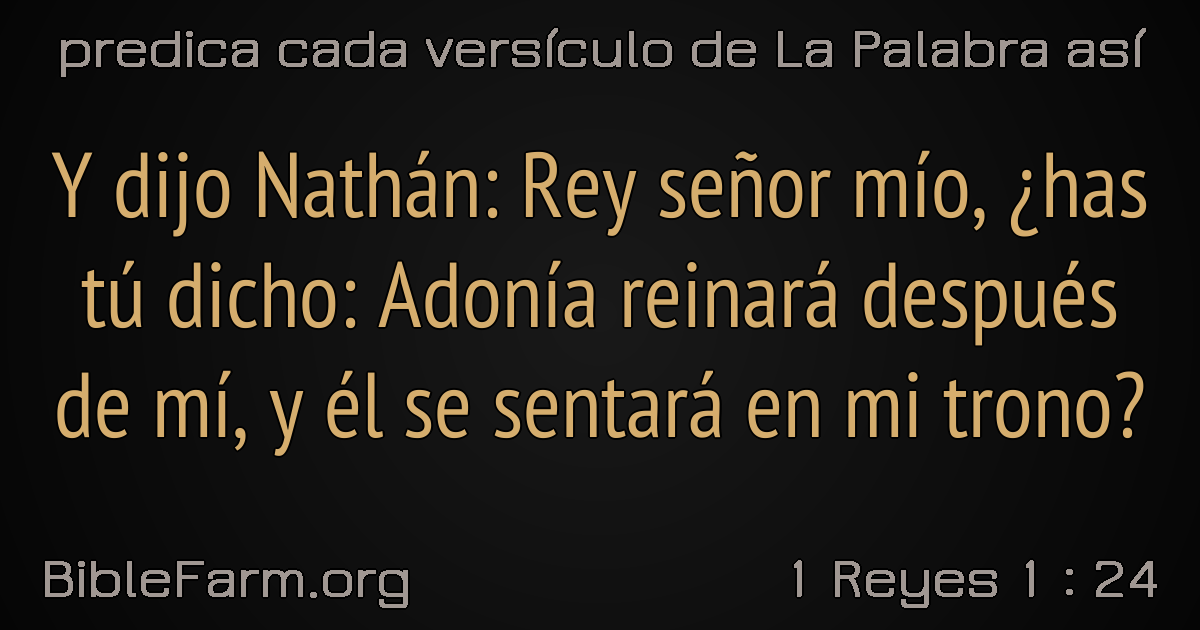 predica cada versículo de La Palabra así
Y dijo Nathán: Rey señor mío, ¿has
tú dicho: Adonía reinará después
de mí, y él se sentará en mi trono?
BibleFarm.org
1 Reyes 1 : 24